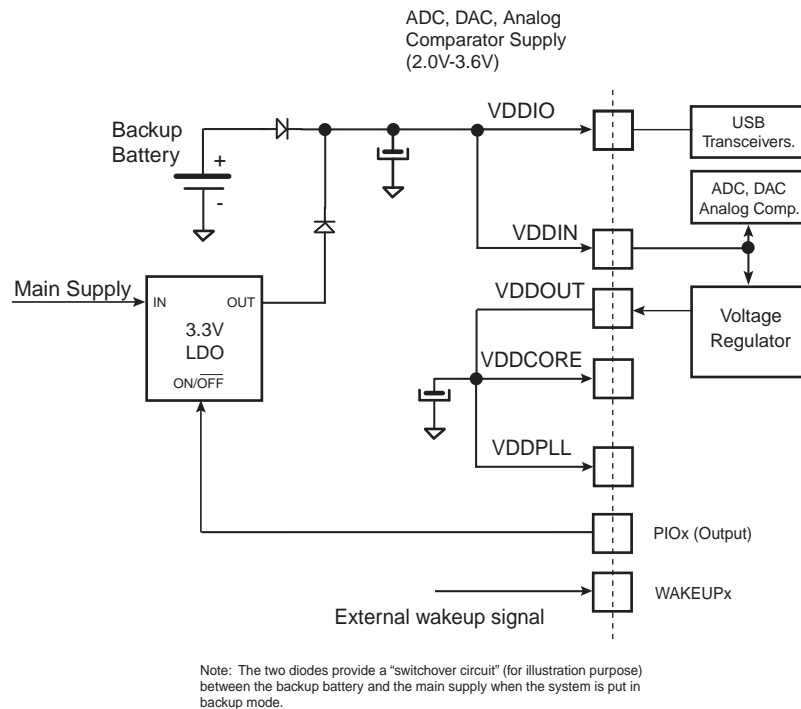 ADC, DAC, Analog
Comparator Supply
(2.0V-3.6V)
VDDIO
USB
Transceivers.
Backup
Battery
+
-
ADC, DAC
Analog Comp.
VDDIN
Main Supply
IN
OUT
3.3V
LDO
ON/OFF
VDDOUT
Voltage
Regulator
VDDCORE
VDDPLL
PIOx (Output)
WAKEUPx
External wakeup signal
Note: The two diodes provide a “switchover circuit” (for illustration purpose)
between the backup battery and the main supply when the system is put in
backup mode.